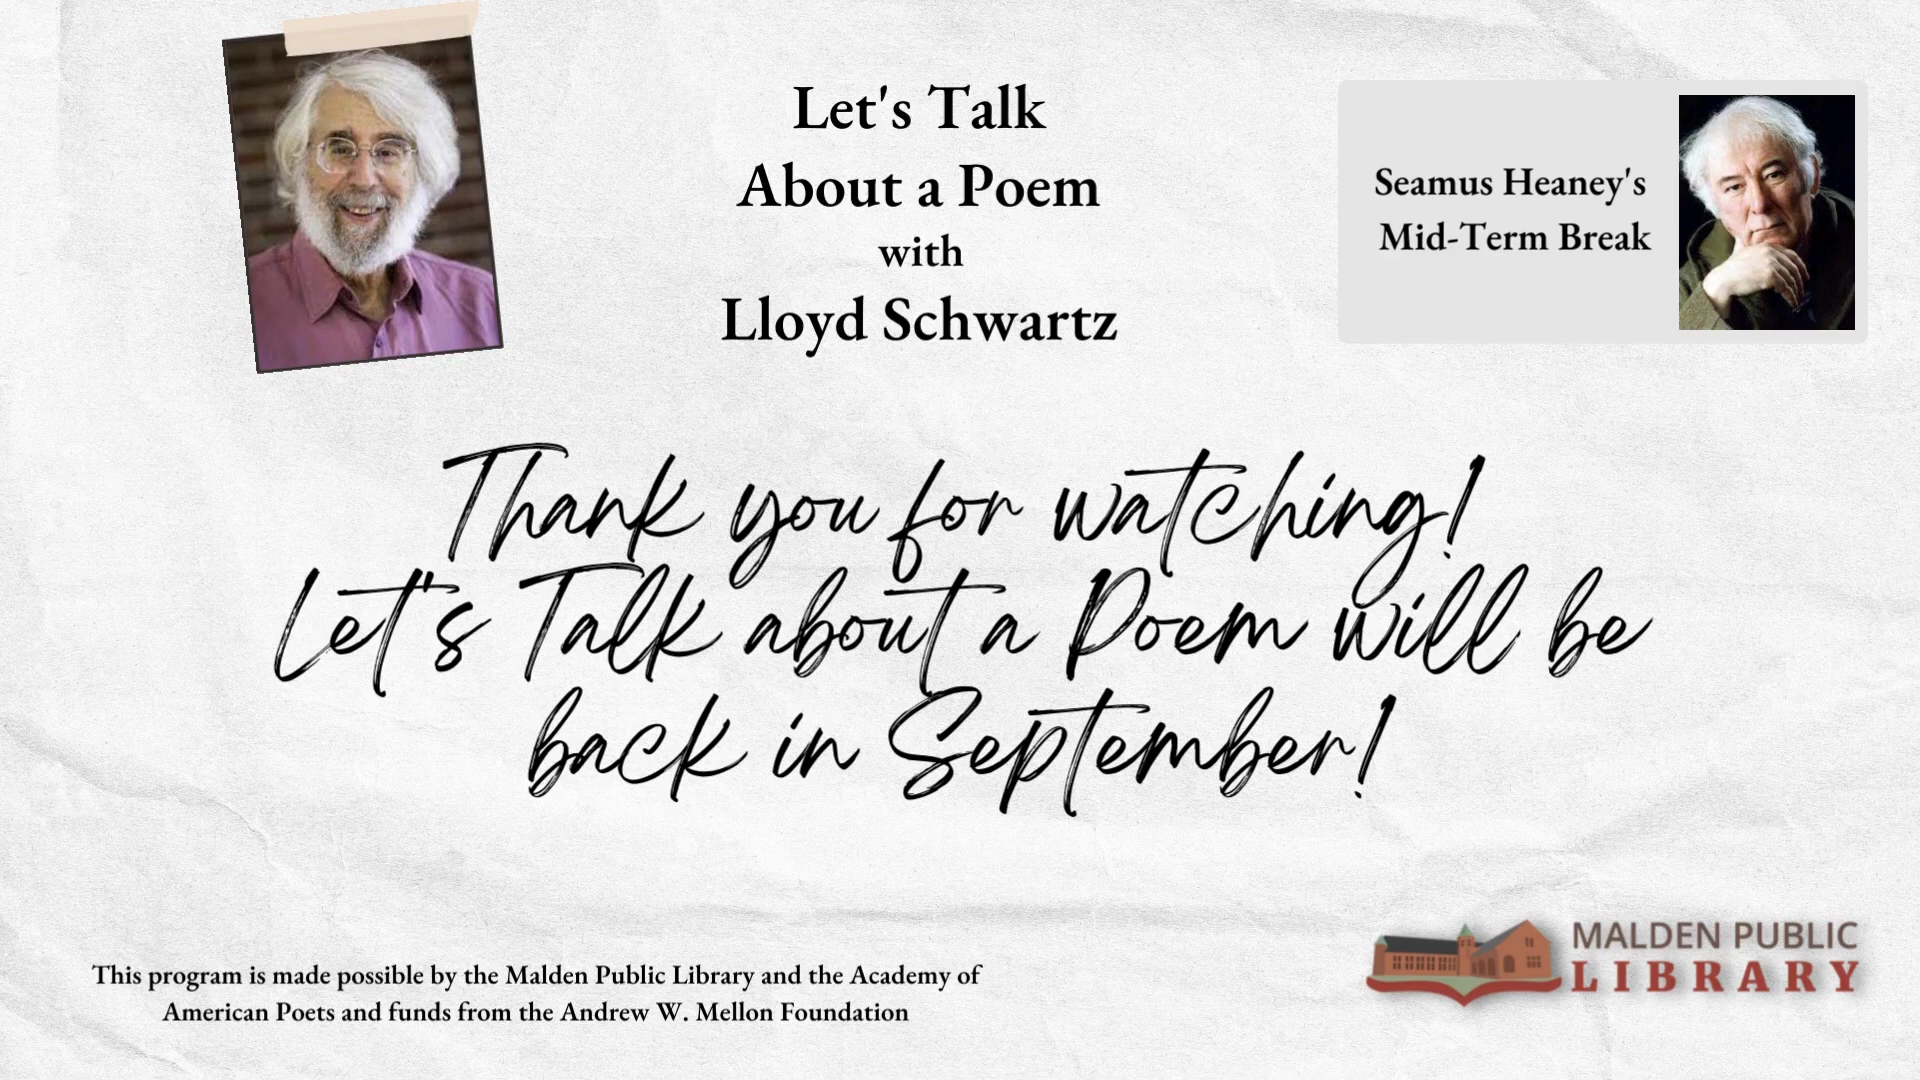 Let's Talk
About a Poem
with
Lloyd Schwartz
Seamus Heaney's
Mid-Term Break
Thank you for watching!
Let's Talk about a Poem will be
back in September!
This program is made possible by the Malden Public Library and the Academy of
American Poets and funds from the Andrew W. Mellon Foundation
MALDEN PUBLIC
LIBRARY